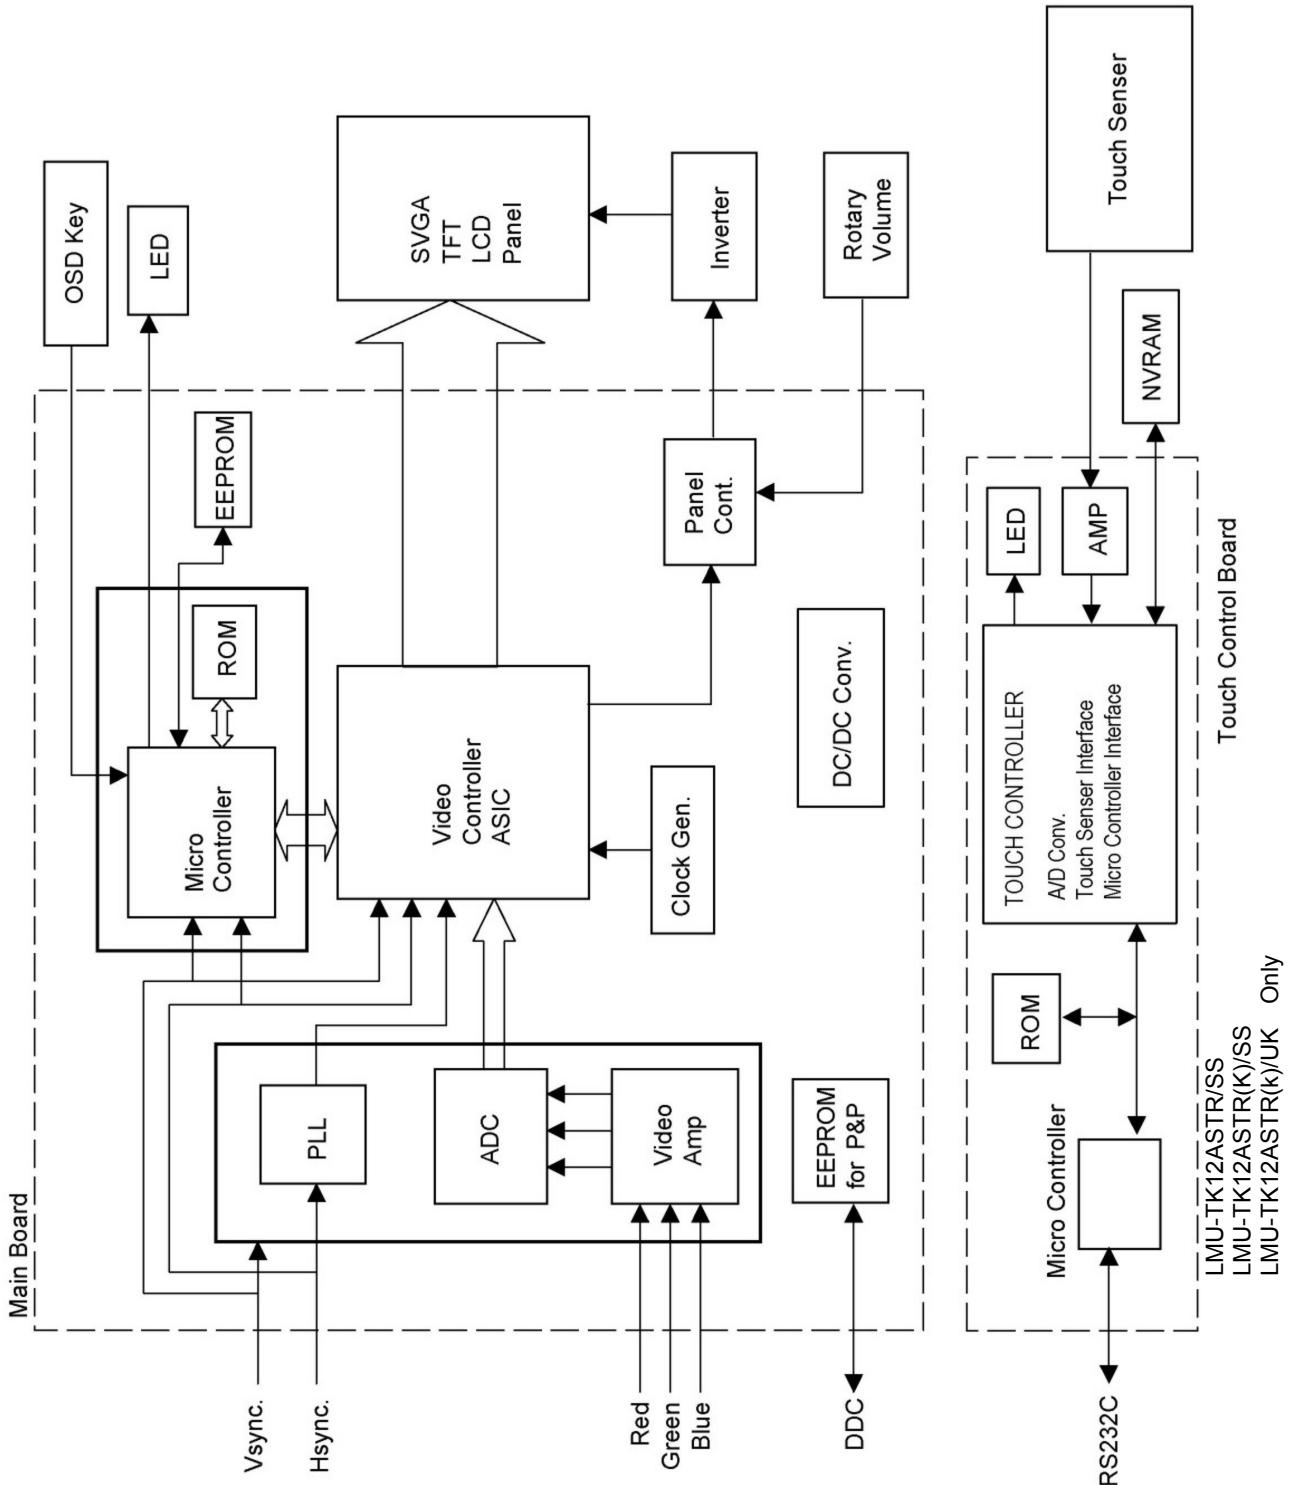 Main Board
OSD Key
LED
EEPROM
ROM
Micro
Controller
SVGA
TFT
LCD
Panel
Video
Controller
ASIC
Inverter
Rotary
Volume
Panel
Cont.
Clock Gen.
DC/DC Conv.
PLL
ADC
Video
Amp
EEPROM
for P&P
Vsync.
Hsync.
Red
Green
Blue
DDC
Touch Senser
NVRAM
LED
AMP
TOUCH CONTROLLER
A/D Conv.
Touch Senser Interface
Micro Controller Interface
ROM
Micro Controller
RS232C
Touch Control Board
LMU-TK12ASTR/SS
LMU-TK12ASTR(K)/SS
LMU-TK12ASTR(k)/UK Only